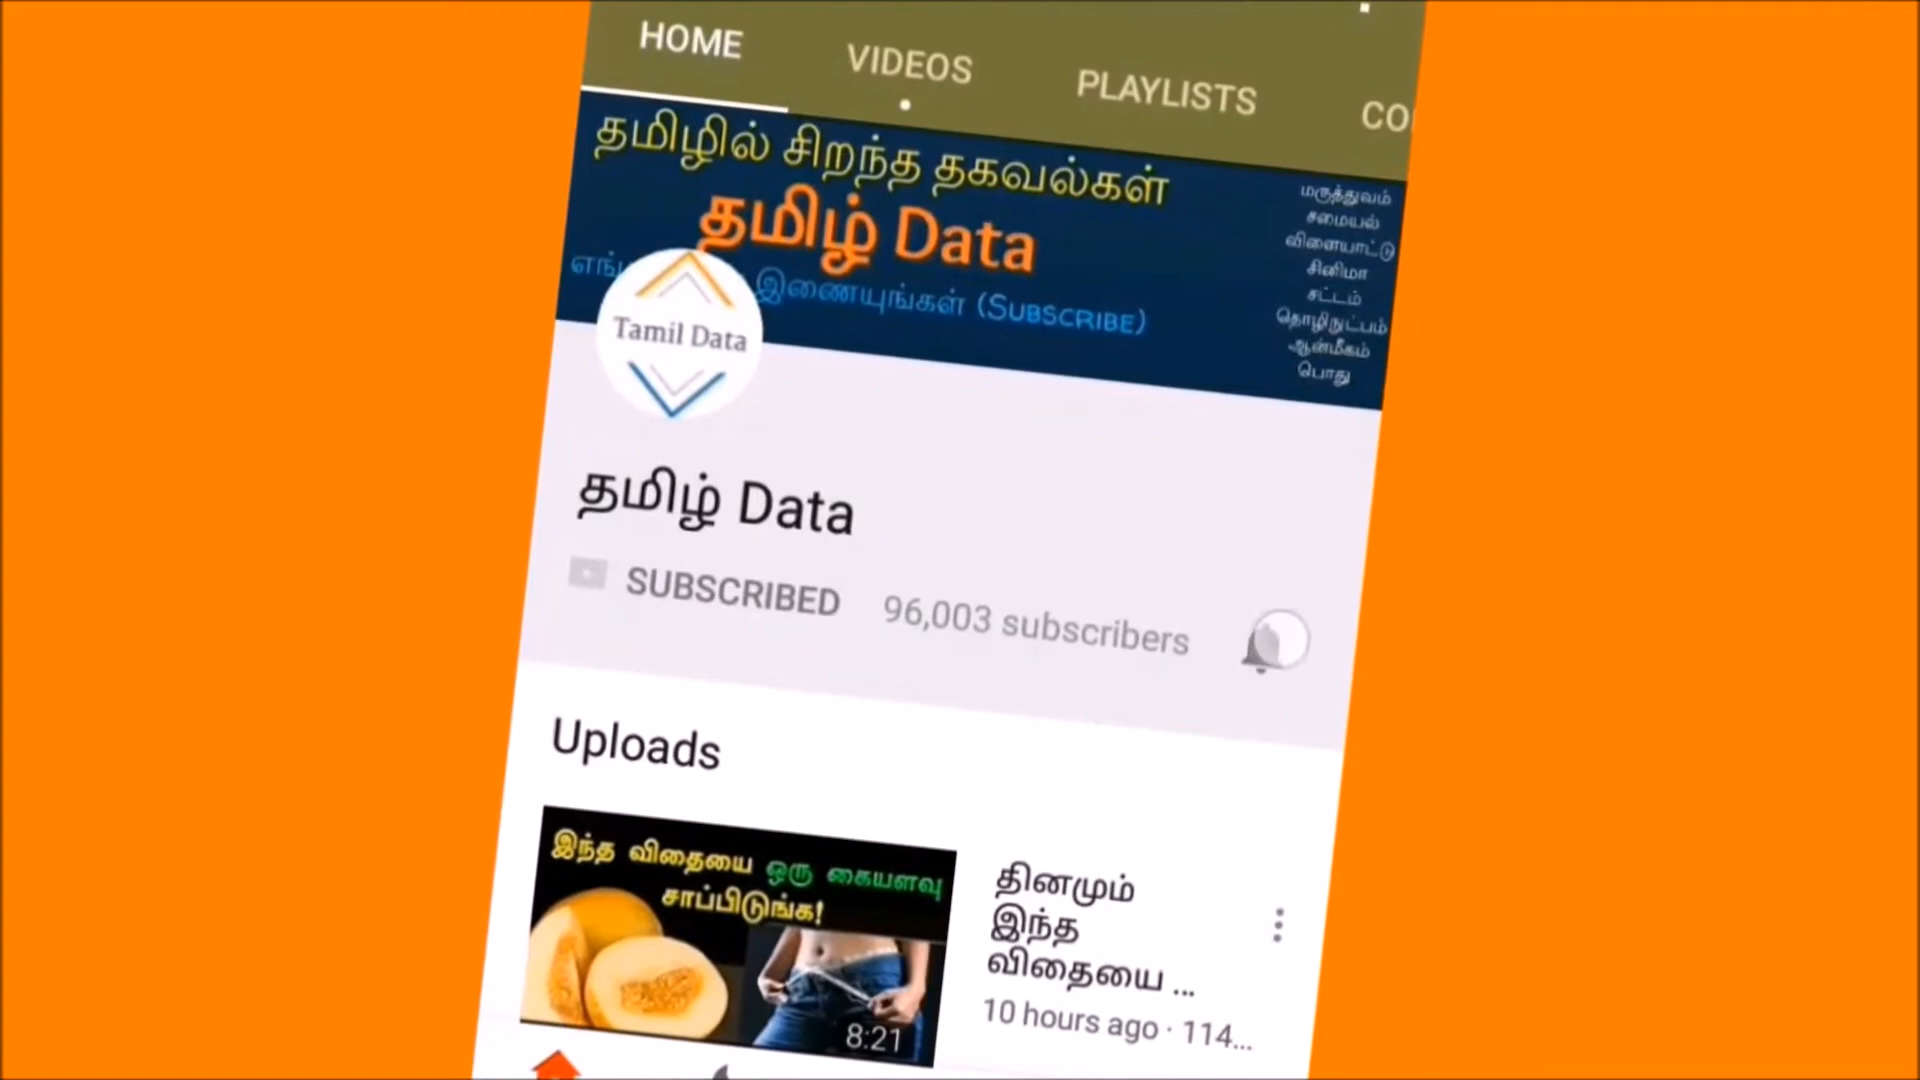 HOME VIDEOS PLAYLISTS
தமிழில் சிறந்த தகவல்கள்
தமிழ் Data
இணையுங்கள் (SUBSCRIBE)
மருத்துவம்
சமையல்
விளையாட்டு
சினிமா
சட்டம்
தொழிநுட்பம்
ஆன்மீகம்
பொது
Tamil Data
தமிழ் Data
SUBSCRIBED 96,003 subscribers
Uploads
இந்த விதையை ஒரு கையளவு
சாப்பிடுங்க!
8:21
தினமும்
இந்த
விதையை ...
10 hours ago · 114...